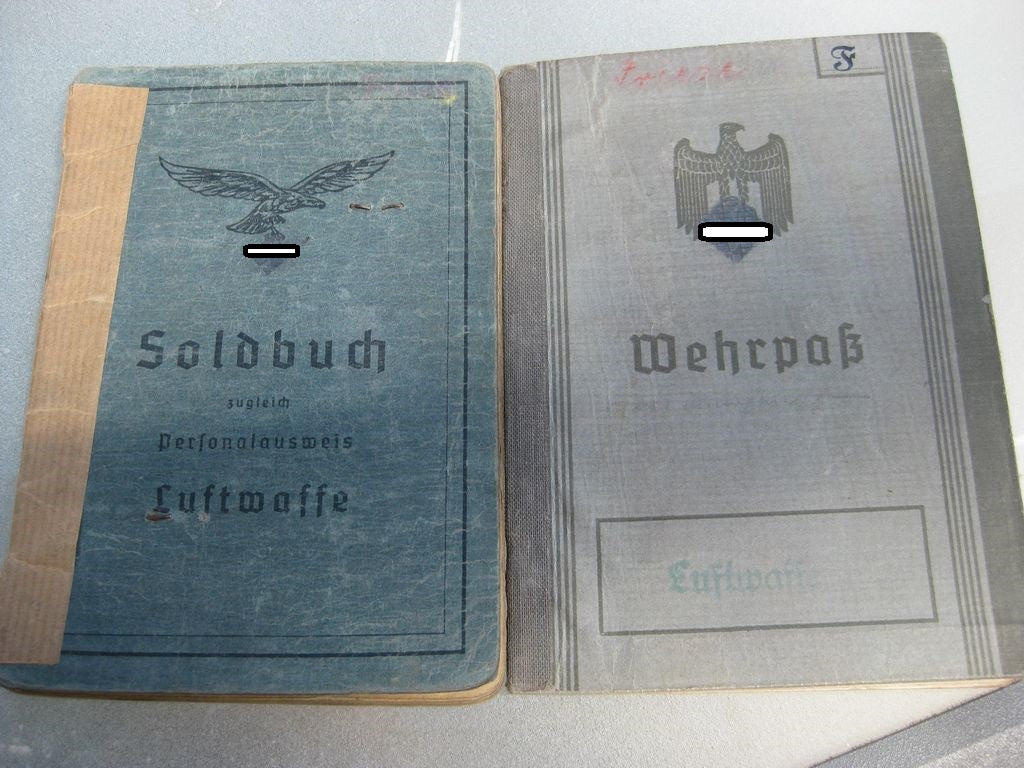 Soldbuch
zugleich
Personalausweis
Luftwaffe
F
Wehrpaß
Luftwaffe